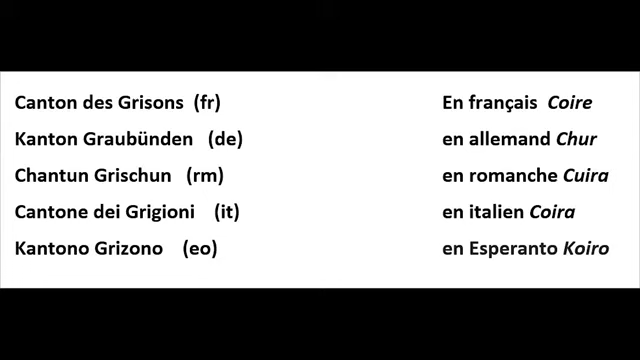 Canton des Grisons (fr) En français Coire
Kanton Graubünden (de) en allemand Chur
Chantun Grischun (rm) en romanche Cuira
Cantone dei Grigioni (it) en italien Coira
Kantono Grizono (eo) en Esperanto Koiro